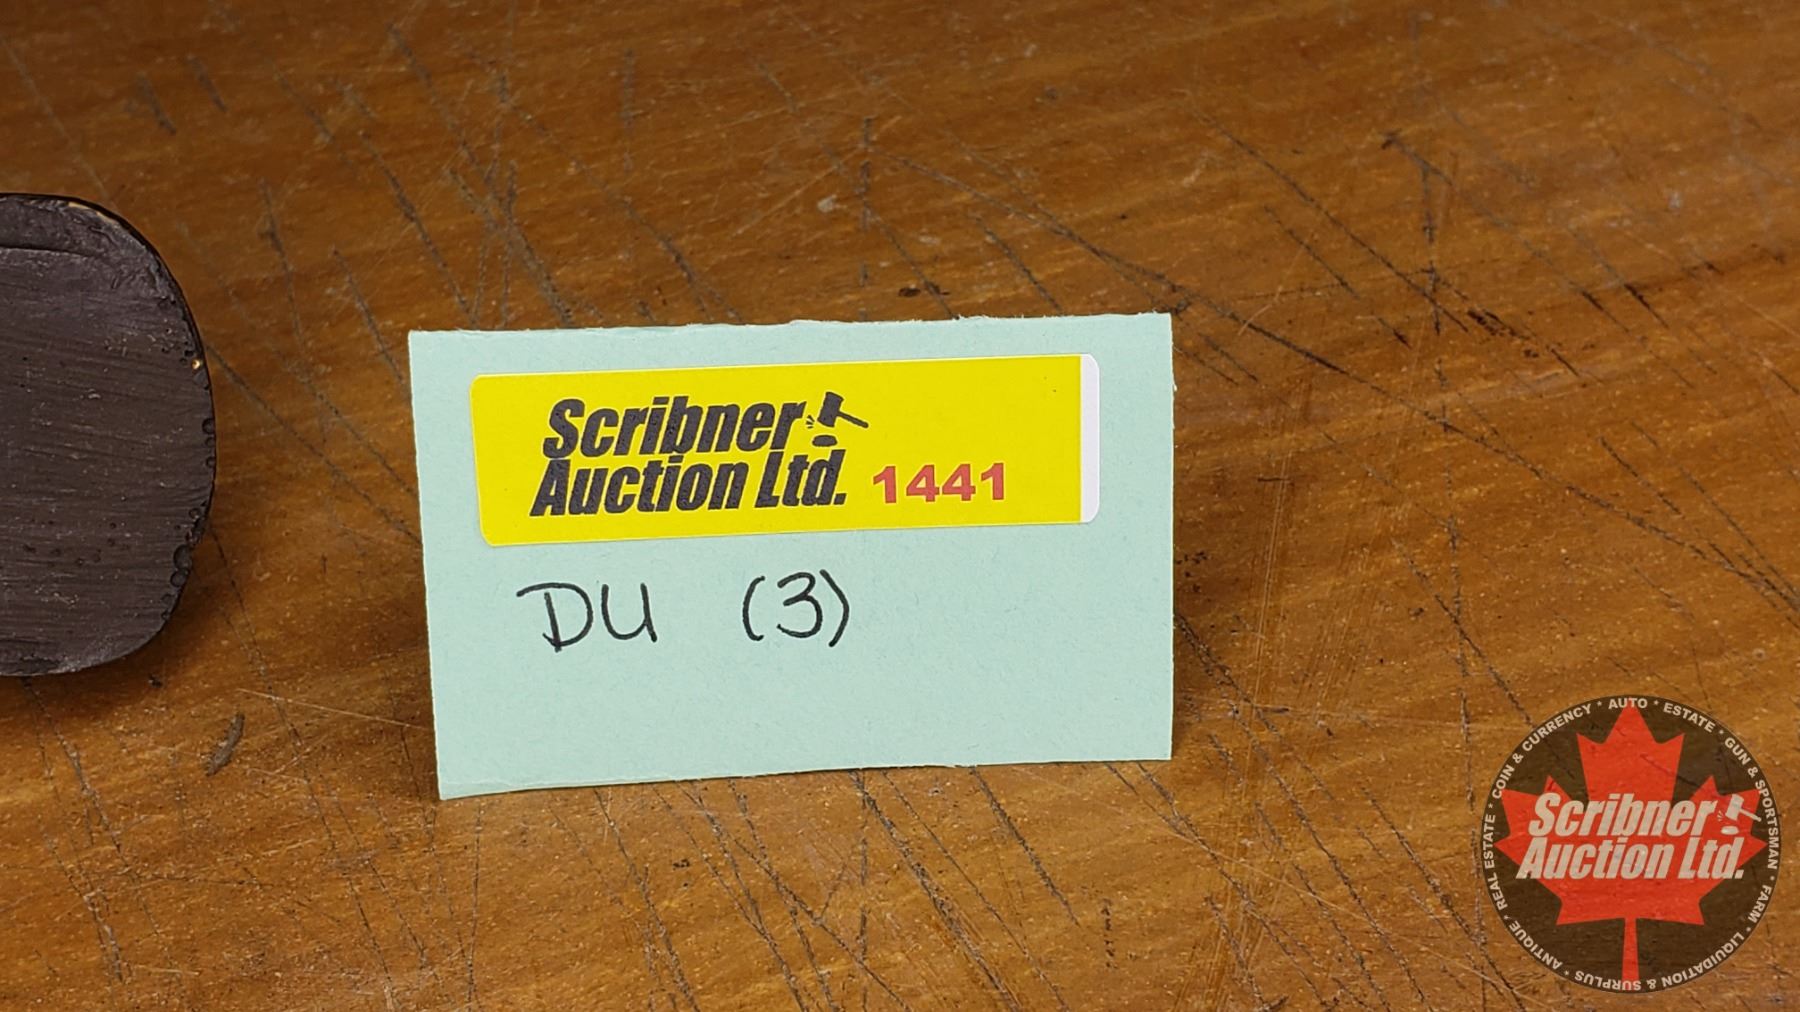 Scribner
Auction Ltd. 1441
DU (3)
REAL ESTATE * COIN & CURRENCY * AUTO * ESTATE * GUN & SPORTSMAN * FARM * LIQUIDATION & SURPLUS * ANTIQUE *
Scribner
Auction Ltd.